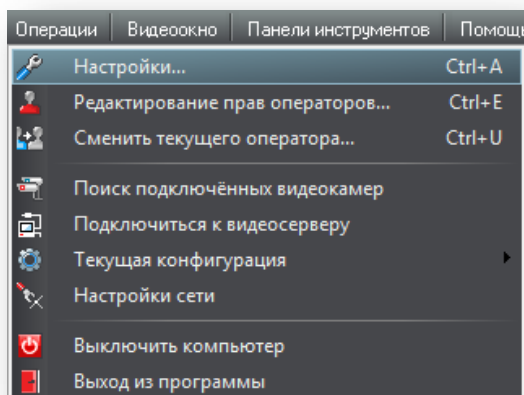 Операции Видеоокно Панели инструментов Помощь
Настройки... Ctrl+A
Редактирование прав операторов... Ctrl+E
Сменить текущего оператора... Ctrl+U
Поиск подключённых видеокамер
Подключиться к видеосерверу
Текущая конфигурация
Настройки сети
Выключить компьютер
Выход из программы